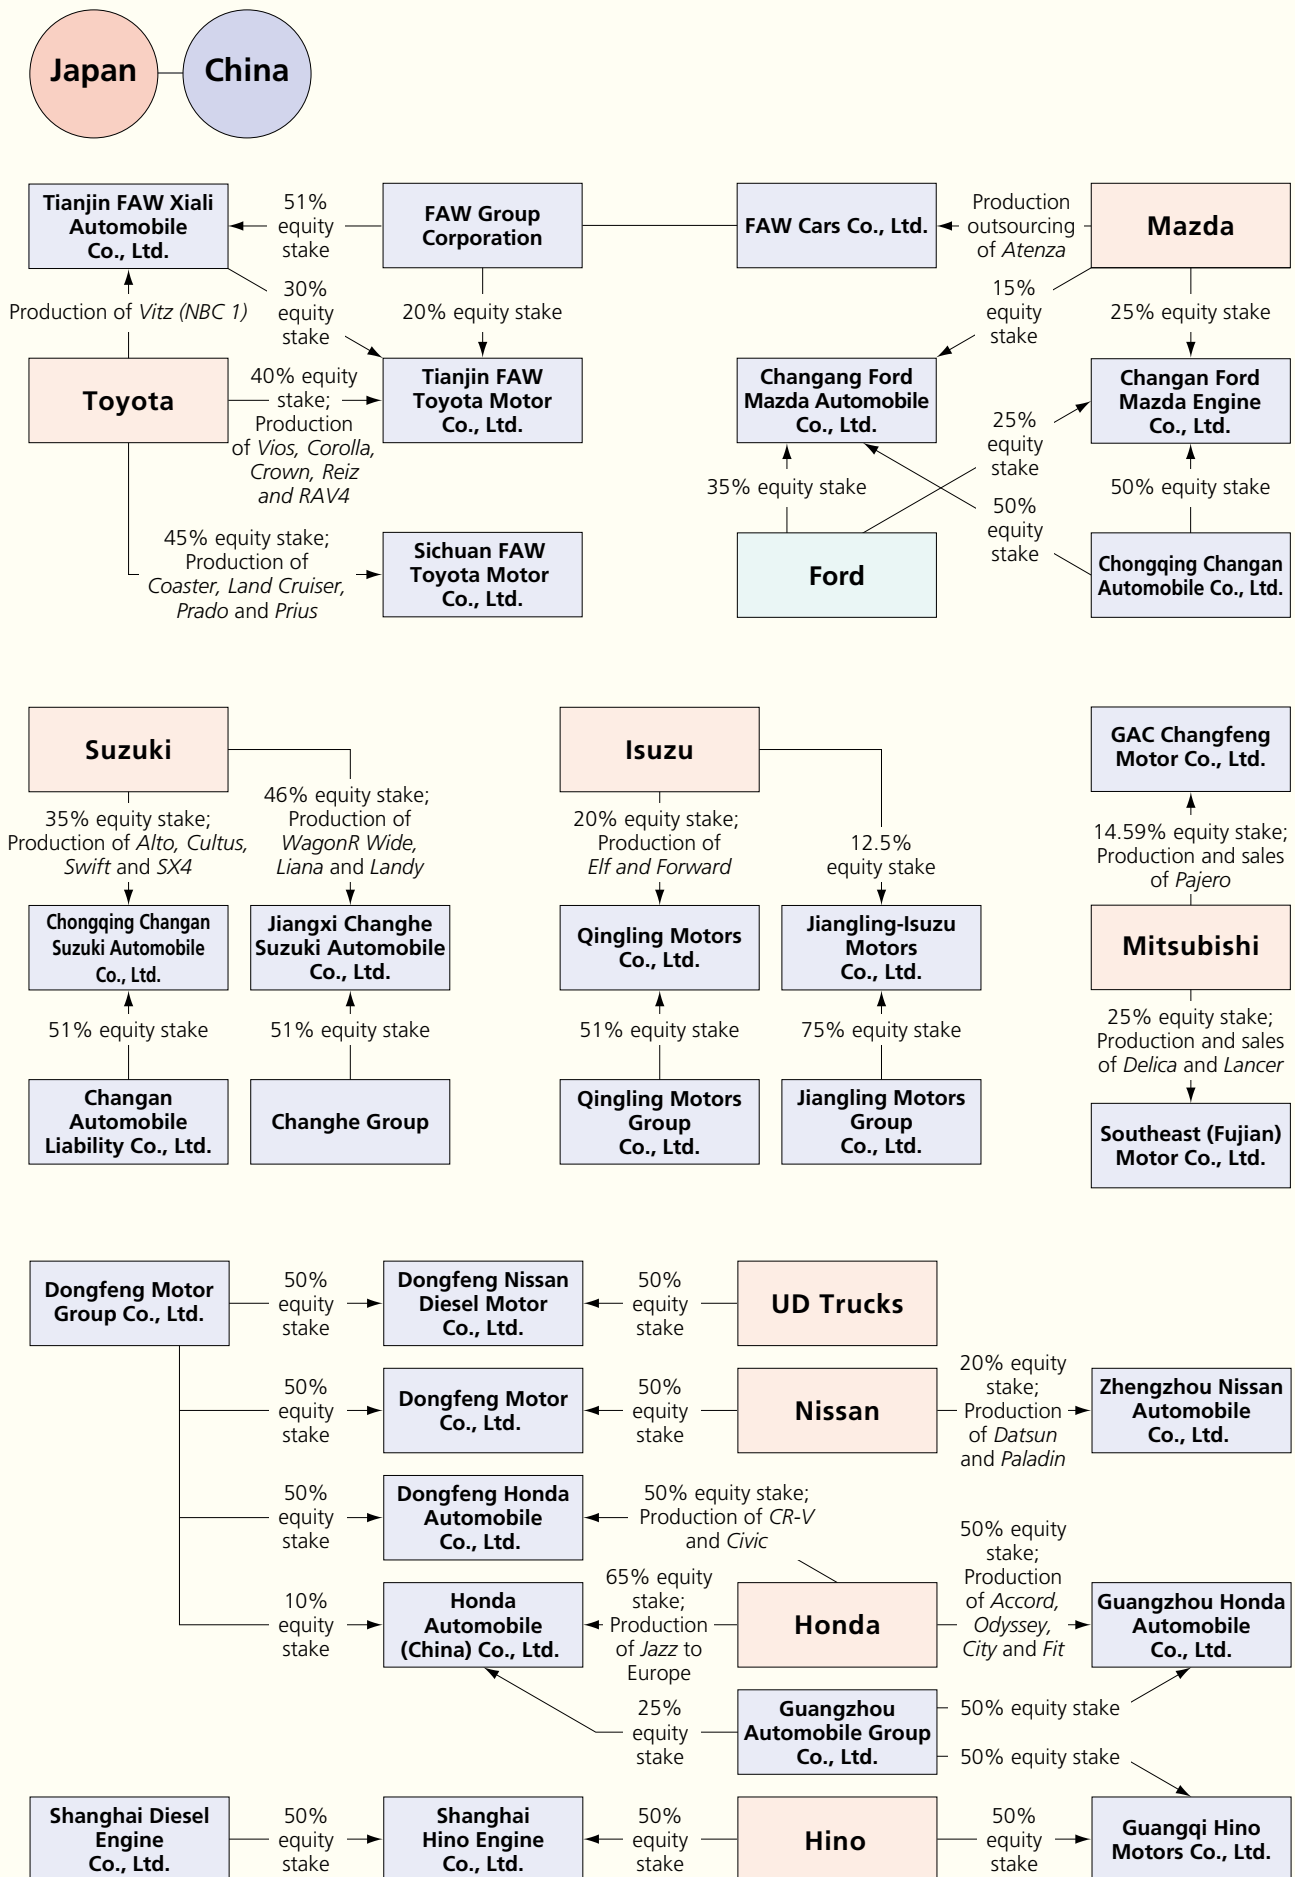 Japan
China
Tianjin FAW Xiali
Automobile
Co., Ltd.
51%
equity
stake
FAW Group
Corporation
FAW Cars Co., Ltd.
Production
outsourcing
of Atenza
Mazda
Production of Vitz (NBC 1)
30%
equity
stake
20% equity stake
15%
equity
stake
25% equity stake
Toyota
40% equity
stake;
Production
of Vios, Corolla,
Crown, Reiz
and RAV4
Tianjin FAW
Toyota Motor
Co., Ltd.
Changang Ford
Mazda Automobile
Co., Ltd.
Changan Ford
Mazda Engine
Co., Ltd.
25%
equity
stake
35% equity stake
50%
equity
stake
50% equity stake
45% equity stake;
Production of
Coaster, Land Cruiser,
Prado and Prius
Sichuan FAW
Toyota Motor
Co., Ltd.
Ford
Chongqing Changan
Automobile Co., Ltd.
Suzuki
35% equity stake;
Production of Alto, Cultus,
Swift and SX4
46% equity stake;
Production of
WagonR Wide,
Liana and Landy
Chongqing Changan
Suzuki Automobile
Co., Ltd.
Jiangxi Changhe
Suzuki Automobile
Co., Ltd.
51% equity stake
51% equity stake
Changan
Automobile
Liability Co., Ltd.
Changhe Group
Isuzu
20% equity stake;
Production of
Elf and Forward
12.5%
equity stake
Qingling Motors
Co., Ltd.
Jiangling-Isuzu
Motors
Co., Ltd.
51% equity stake
75% equity stake
Qingling Motors
Group
Co., Ltd.
Jiangling Motors
Group
Co., Ltd.
GAC Changfeng
Motor Co., Ltd.
14.59% equity stake;
Production and sales
of Pajero
Mitsubishi
25% equity stake;
Production and sales
of Delica and Lancer
Southeast (Fujian)
Motor Co., Ltd.
Dongfeng Motor
Group Co., Ltd.
50%
equity
stake
Dongfeng Nissan
Diesel Motor
Co., Ltd.
50%
equity
stake
UD Trucks
50%
equity
stake
Dongfeng Motor
Co., Ltd.
50%
equity
stake
Nissan
20% equity
stake;
Production
of Datsun
and Paladin
Zhengzhou Nissan
Automobile
Co., Ltd.
50%
equity
stake
Dongfeng Honda
Automobile
Co., Ltd.
50% equity stake;
Production of CR-V
and Civic
10%
equity
stake
Honda
Automobile
(China) Co., Ltd.
65% equity
stake;
Production
of Jazz to
Europe
Honda
50% equity
stake;
Production
of Accord,
Odyssey,
City and Fit
Guangzhou Honda
Automobile
Co., Ltd.
25%
equity
stake
Guangzhou
Automobile Group
Co., Ltd.
50% equity stake
50% equity stake
Shanghai Diesel
Engine
Co., Ltd.
50%
equity
stake
Shanghai
Hino Engine
Co., Ltd.
50%
equity
stake
Hino
50%
equity
stake
Guangqi Hino
Motors Co., Ltd.